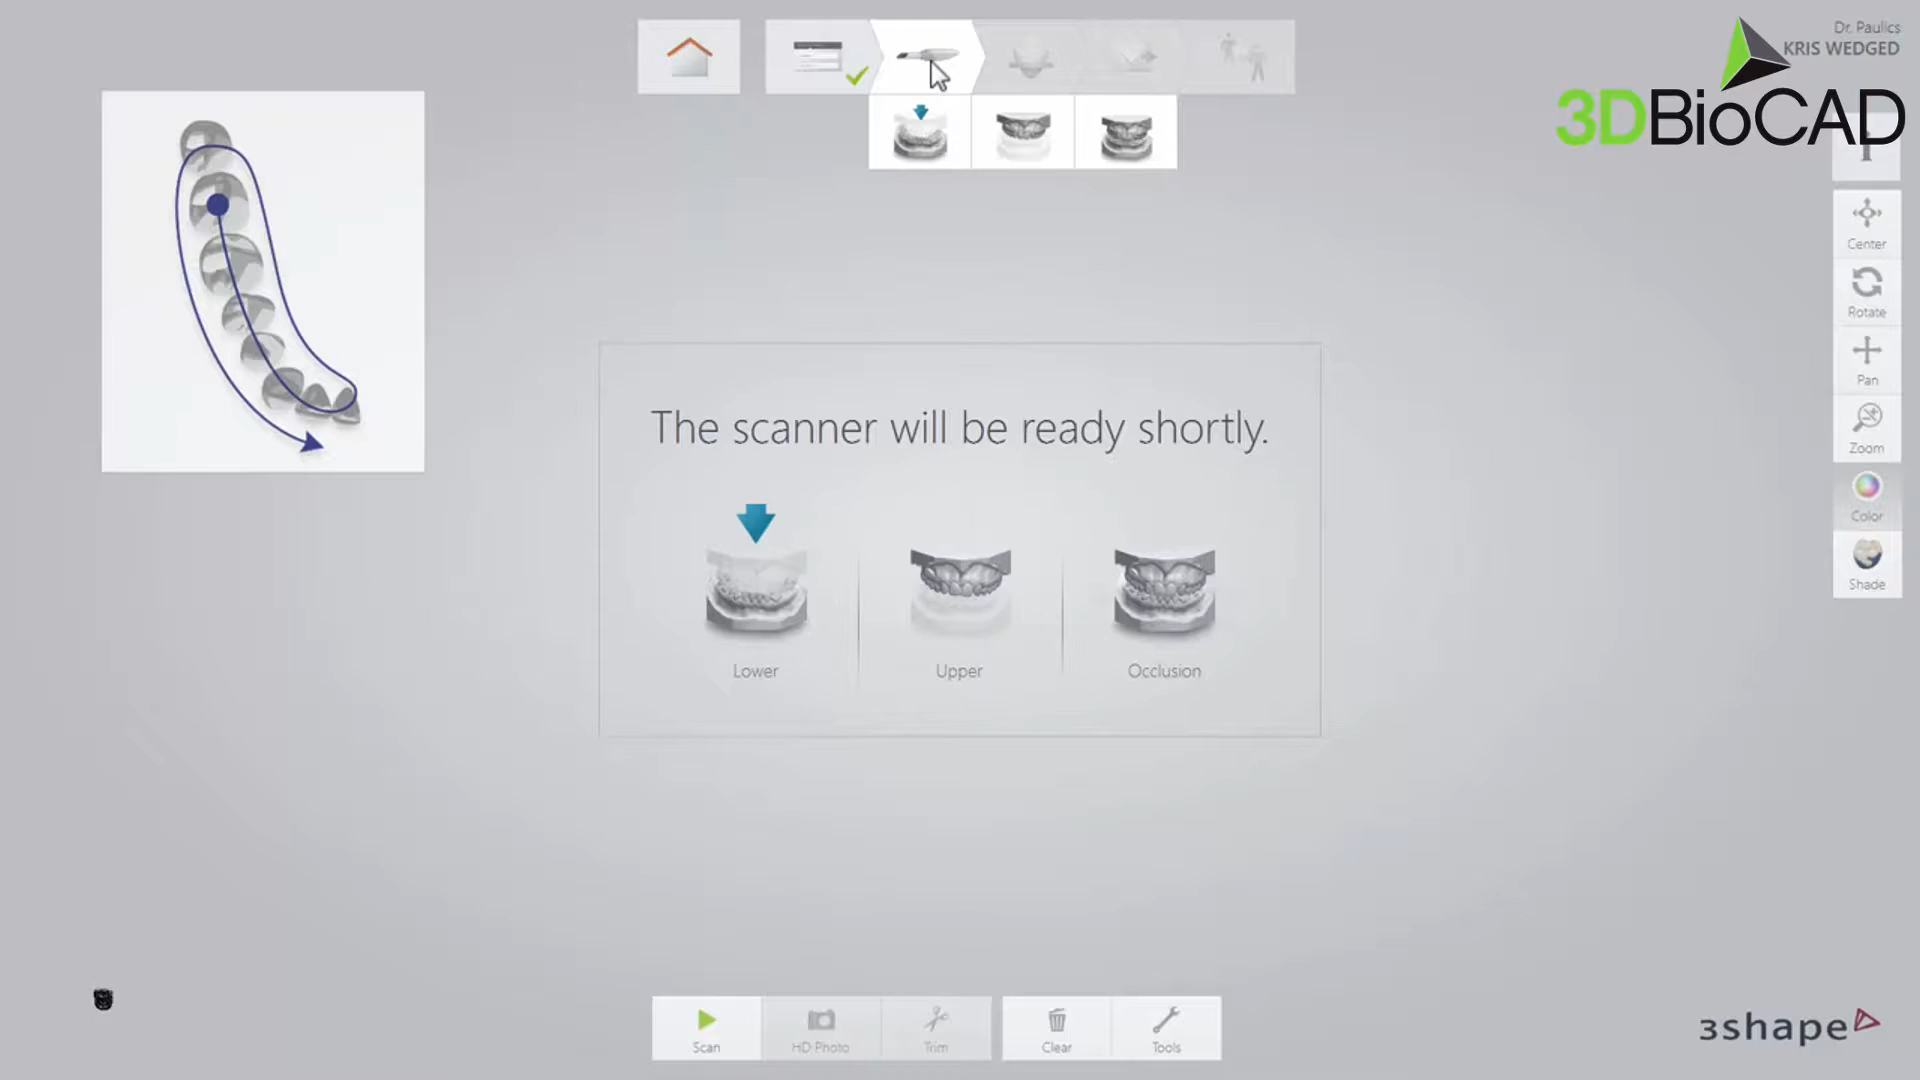 Dr. Paulics
KRIS WEDGED
3DBioCAD
i
Center
Rotate
Pan
Zoom
Color
Shade
The scanner will be ready shortly.
Lower
Upper
Occlusion
Scan
HD Photo
Trim
Clear
Tools
3shape